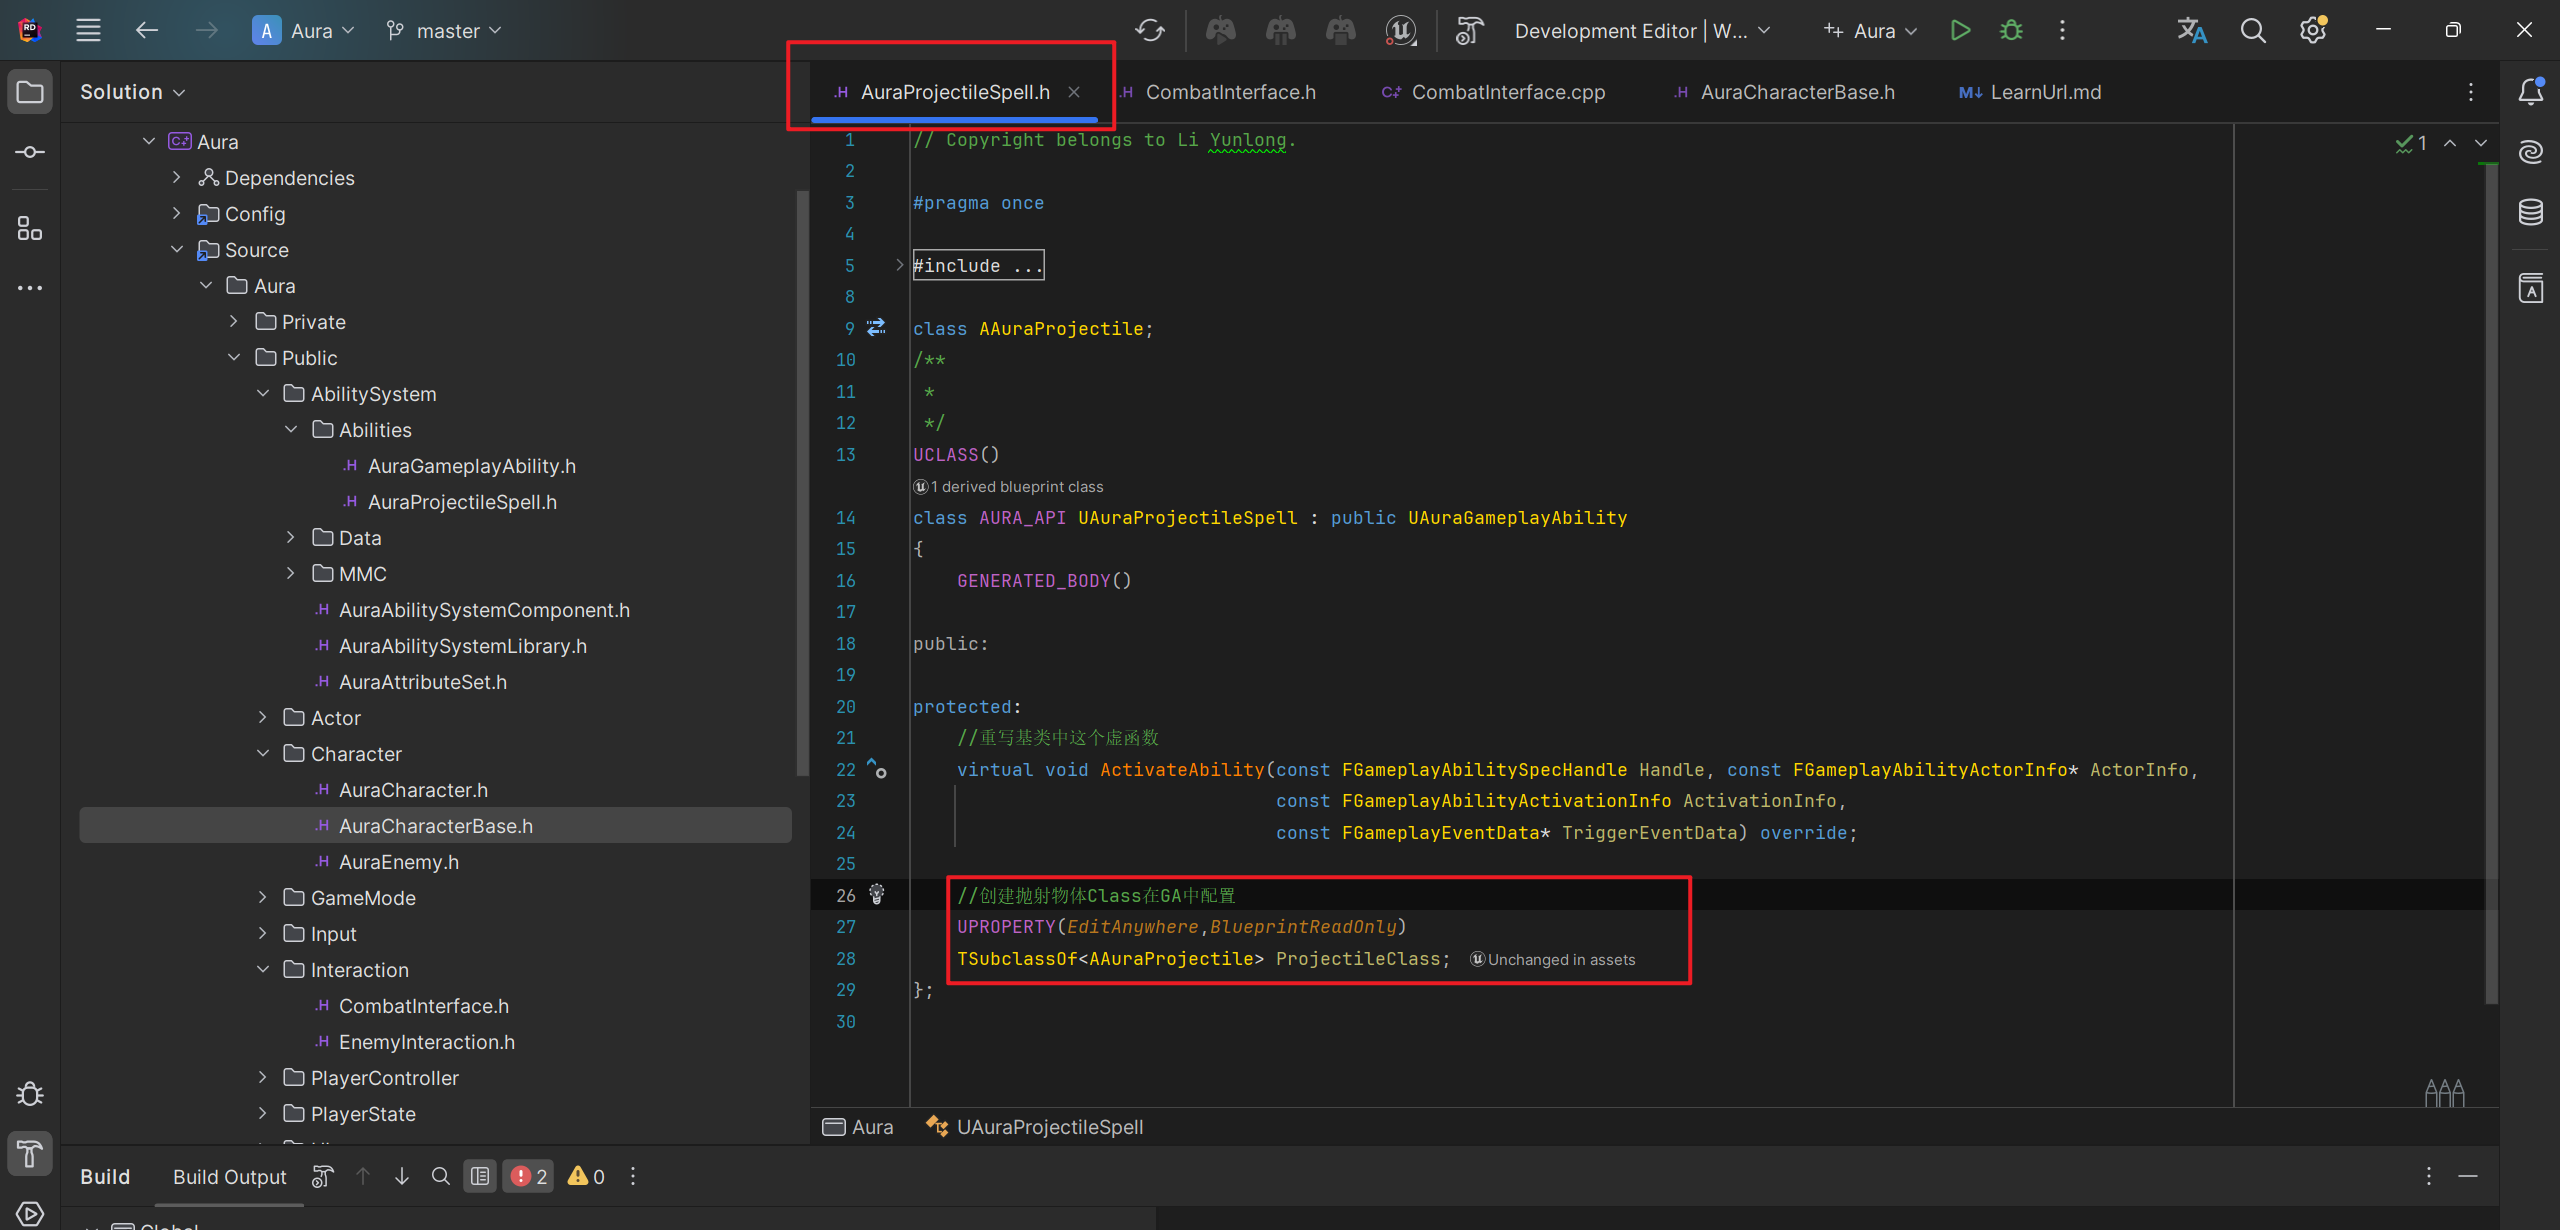 RD
A Aura
master
Development Editor | W...
Aura
Solution
AuraProjectileSpell.h
CombatInterface.h
CombatInterface.cpp
AuraCharacterBase.h
LearnUrl.md
Aura
Dependencies
Config
Source
Aura
Private
Public
AbilitySystem
Abilities
AuraGameplayAbility.h
AuraProjectileSpell.h
Data
MMC
AuraAbilitySystemComponent.h
AuraAbilitySystemLibrary.h
AuraAttributeSet.h
Actor
Character
AuraCharacter.h
AuraCharacterBase.h
AuraEnemy.h
GameMode
Input
Interaction
CombatInterface.h
EnemyInteraction.h
PlayerController
PlayerState
1 // Copyright belongs to Li Yunlong.
1
2
3 #pragma once
4
5 #include ...
8
9 class AAuraProjectile;
10 /**
11 *
12 */
13 UCLASS()
1 derived blueprint class
14 class AURA_API UAuraProjectileSpell : public UAuraGameplayAbility
15 {
16 GENERATED_BODY()
17
18 public:
19
20 protected:
21 //重写基类中这个虚函数
22 virtual void ActivateAbility(const FGameplayAbilitySpecHandle Handle, const FGameplayAbilityActorInfo* ActorInfo,
23 const FGameplayAbilityActivationInfo ActivationInfo,
24 const FGameplayEventData* TriggerEventData) override;
25
26 //创建抛射物体Class在GA中配置
27 UPROPERTY(EditAnywhere,BlueprintReadOnly)
28 TSubclassOf<AAuraProjectile> ProjectileClass; Unchanged in assets
29 };
30
Aura UAuraProjectileSpell
Build Build Output 2 0